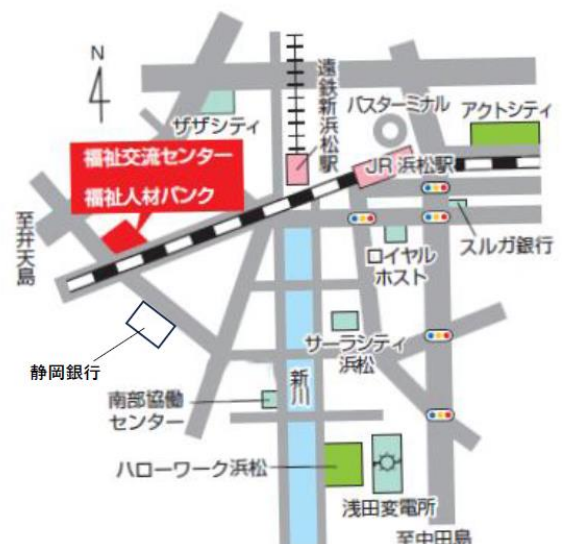 N
遠鉄新浜松駅
バスターミナル
アクトシティ
ザザシティ
福祉交流センター
福祉人材バンク
JR 浜松駅
至弁天島
スルガ銀行
ロイヤル
ホスト
サーラシティ
浜松
静岡銀行
新川
南部協働
センター
ハローワーク浜松
浅田変電所
至中田島